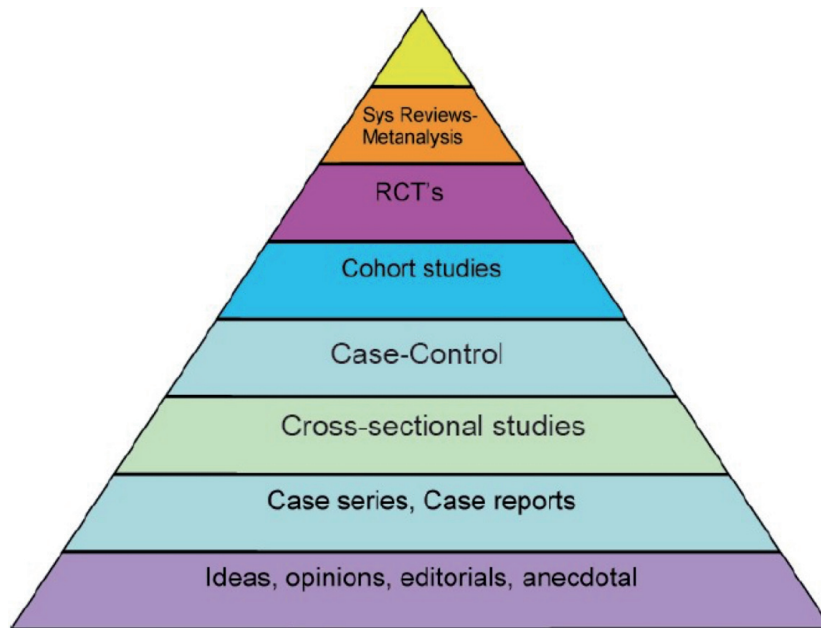 Sys Reviews-
Metanalysis
RCT's
Cohort studies
Case-Control
Cross-sectional studies
Case series, Case reports
Ideas, opinions, editorials, anecdotal